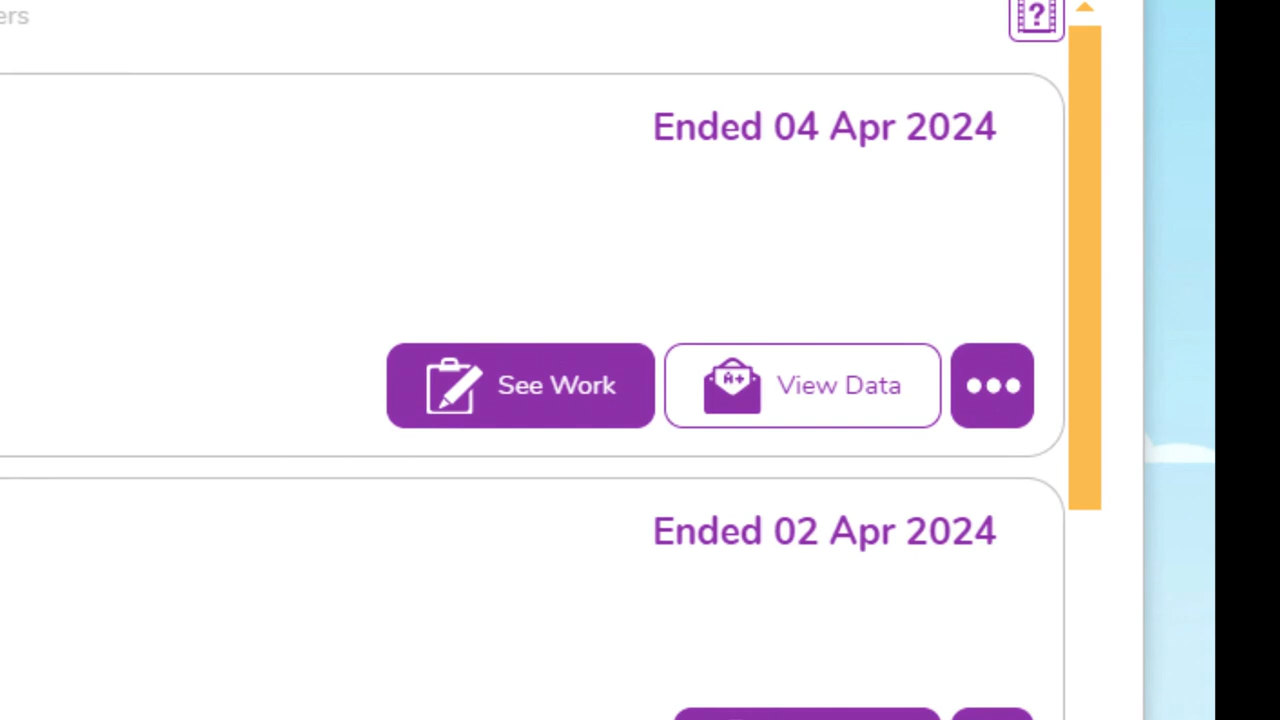 ers
?
Ended 04 Apr 2024
See Work
A+
View Data
Ended 02 Apr 2024